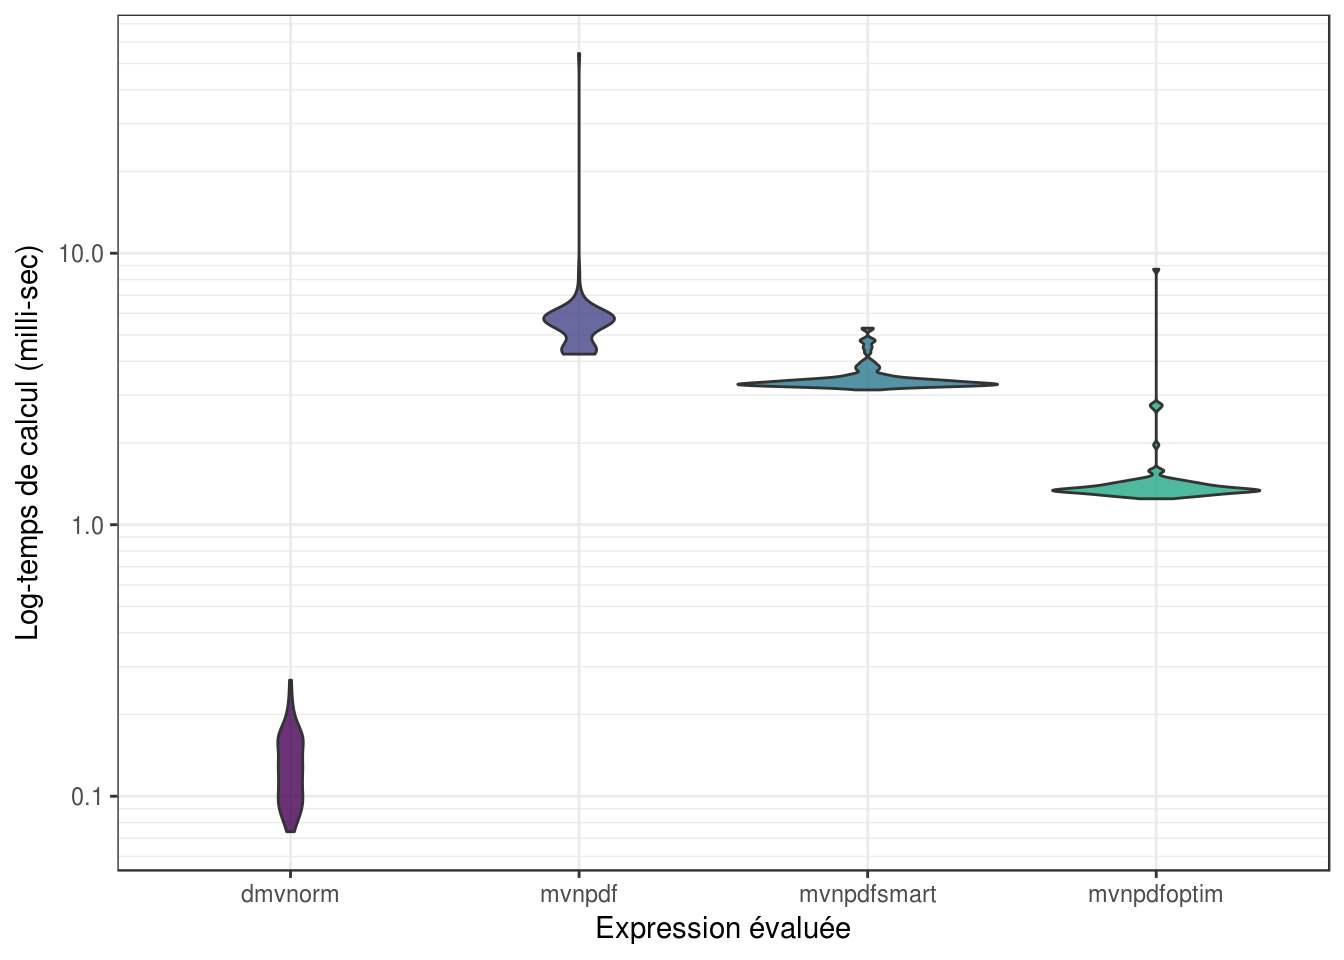 Log-temps de calcul (milli-sec)
10.0
1.0
0.1
dmvnorm
mvnpdf
mvnpdfsmart
mvnpdfoptim
Expression évaluée